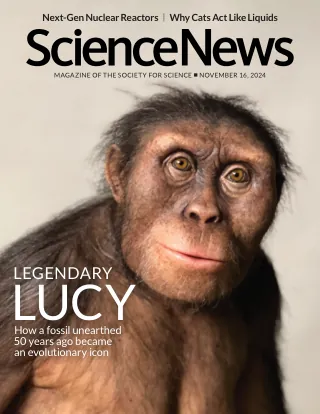 Next-Gen Nuclear Reactors | Why Cats Act Like Liquids
ScienceNews
MAGAZINE OF THE SOCIETY FOR SCIENCE ■ NOVEMBER 16, 2024
LEGENDARY
LUCY
How a fossil unearthed
50 years ago became
an evolutionary icon